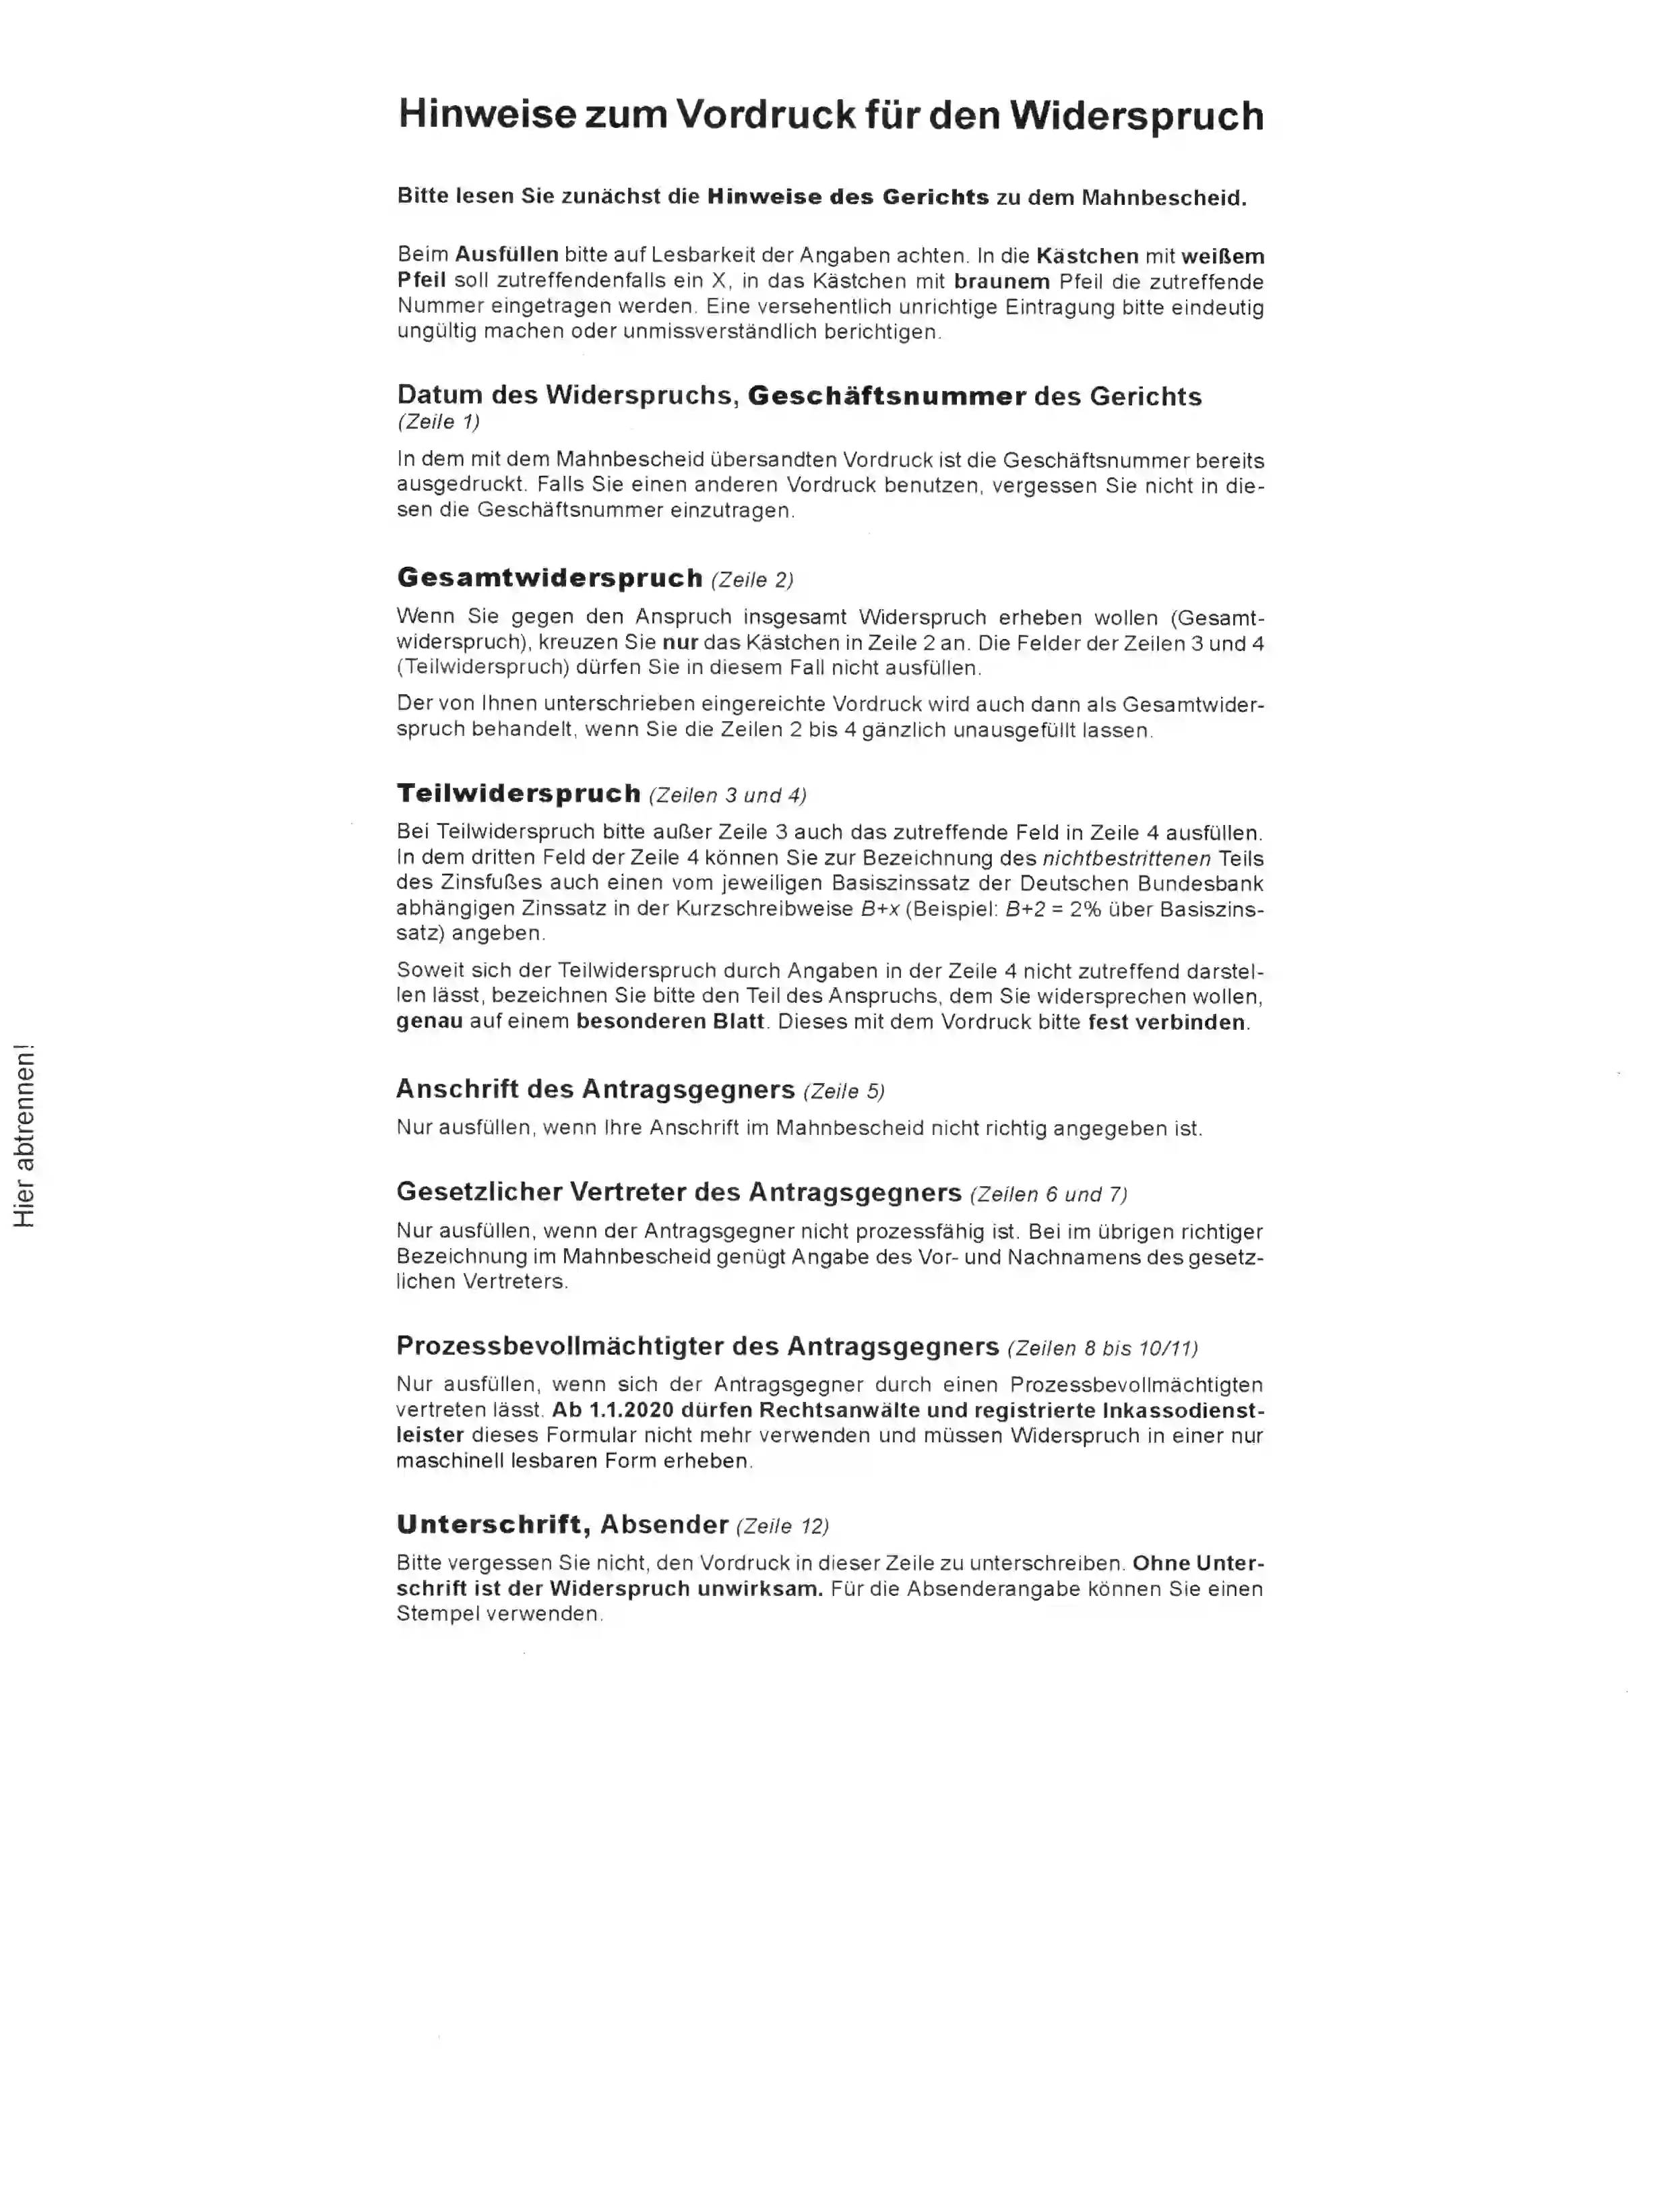 Hinweise zum Vordruck für den Widerspruch
Bitte lesen Sie zunächst die Hinweise des Gerichts zu dem Mahnbescheid.
Beim Ausfüllen bitte auf Lesbarkeit der Angaben achten. In die Kästchen mit weißem
Pfeil soll zutreffendenfalls ein X, in das Kästchen mit braunem Pfeil die zutreffende
Nummer eingetragen werden. Eine versehentlich unrichtige Eintragung bitte eindeutig
ungültig machen oder unmissverständlich berichtigen.
Datum des Widerspruchs, Geschäftsnummer des Gerichts
(Zeile 1)
In dem mit dem Mahnbescheid übersandten Vordruck ist die Geschäftsnummer bereits
ausgedruckt. Falls Sie einen anderen Vordruck benutzen, vergessen Sie nicht in die-
sen die Geschäftsnummer einzutragen.
Gesamtwiderspruch (Zeile 2)
Wenn Sie gegen den Anspruch insgesamt Widerspruch erheben wollen (Gesamt-
widerspruch), kreuzen Sie nur das Kästchen in Zeile 2 an. Die Felder der Zeilen 3 und 4
(Teilwiderspruch) dürfen Sie in diesem Fall nicht ausfüllen.
Der von Ihnen unterschrieben eingereichte Vordruck wird auch dann als Gesamtwider-
spruch behandelt, wenn Sie die Zeilen 2 bis 4 gänzlich unausgefüllt lassen.
Teilwiderspruch (Zeilen 3 und 4)
Bei Teilwiderspruch bitte außer Zeile 3 auch das zutreffende Feld in Zeile 4 ausfüllen.
In dem dritten Feld der Zeile 4 können Sie zur Bezeichnung des nichtbestrittenen Teils
des Zinsfußes auch einen vom jeweiligen Basiszinssatz der Deutschen Bundesbank
abhängigen Zinssatz in der Kurzschreibweise B+x (Beispiel: B+2 = 2% über Basiszins-
satz) angeben.
Soweit sich der Teilwiderspruch durch Angaben in der Zeile 4 nicht zutreffend darstel-
len lässt, bezeichnen Sie bitte den Teil des Anspruchs, dem Sie widersprechen wollen,
genau auf einem besonderen Blatt. Dieses mit dem Vordruck bitte fest verbinden.
Anschrift des Antragsgegners (Zeile 5)
Nur ausfüllen, wenn Ihre Anschrift im Mahnbescheid nicht richtig angegeben ist.
Gesetzlicher Vertreter des Antragsgegners (Zeilen 6 und 7)
Nur ausfüllen, wenn der Antragsgegner nicht prozessfähig ist. Bei im übrigen richtiger
Bezeichnung im Mahnbescheid genügt Angabe des Vor- und Nachnamens des gesetz-
lichen Vertreters.
Prozessbevollmächtigter des Antragsgegners (Zeilen 8 bis 10/11)
Nur ausfüllen, wenn sich der Antragsgegner durch einen Prozessbevollmächtigten
vertreten lässt. Ab 1.1.2020 dürfen Rechtsanwälte und registrierte Inkassodienst-
leister dieses Formular nicht mehr verwenden und müssen Widerspruch in einer nur
maschinell lesbaren Form erheben.
Unterschrift, Absender (Zeile 12)
Bitte vergessen Sie nicht, den Vordruck in dieser Zeile zu unterschreiben. Ohne Unter-
schrift ist der Widerspruch unwirksam. Für die Absenderangabe können Sie einen
Stempel verwenden.
Hier abtrennen!